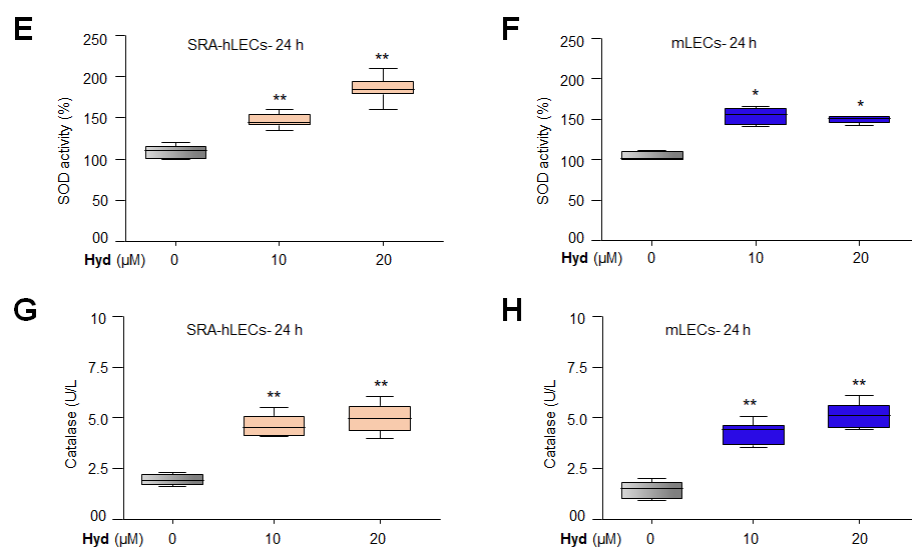 E
SRA-hLECs- 24 h
SOD activity (%)
250
200
150
100
50
00
**
**
Hyd (µM) 0 10 20
F
mLECs- 24 h
SOD activity (%)
250
200
150
100
50
00
*
*
Hyd (µM) 0 10 20
G
SRA-hLECs- 24 h
Catalase (U/L
10
7.5
5.0
2.5
00
**
**
Hyd (µM) 0 10 20
H
mLECs- 24 h
Catalase (U/L
10
7.5
5.0
2.5
00
**
**
Hyd (µM) 0 10 20